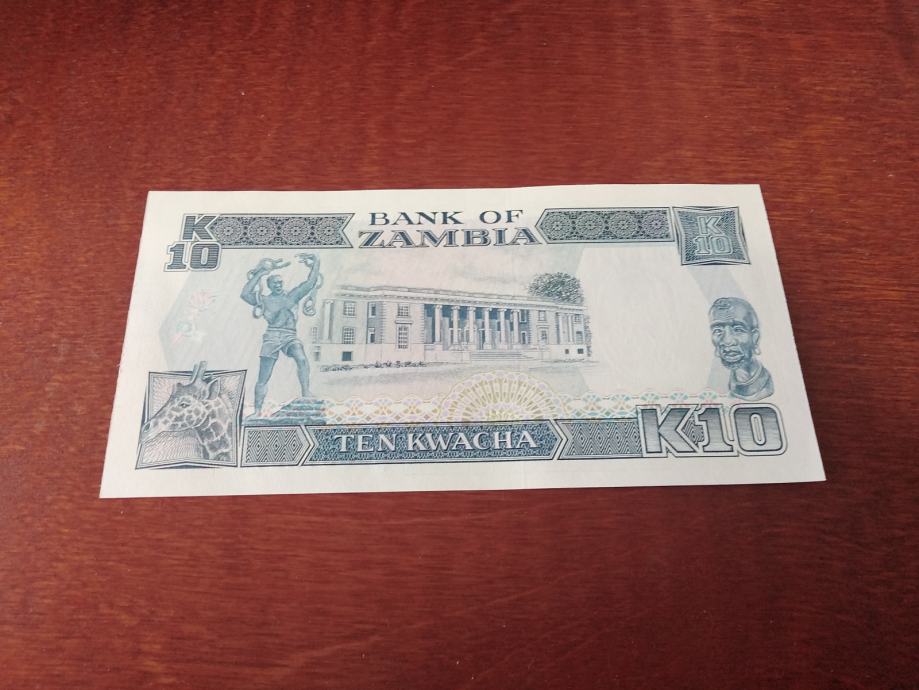 K
10
BANK OF
ZAMBIA
K
10
TEN KWACHA
K10